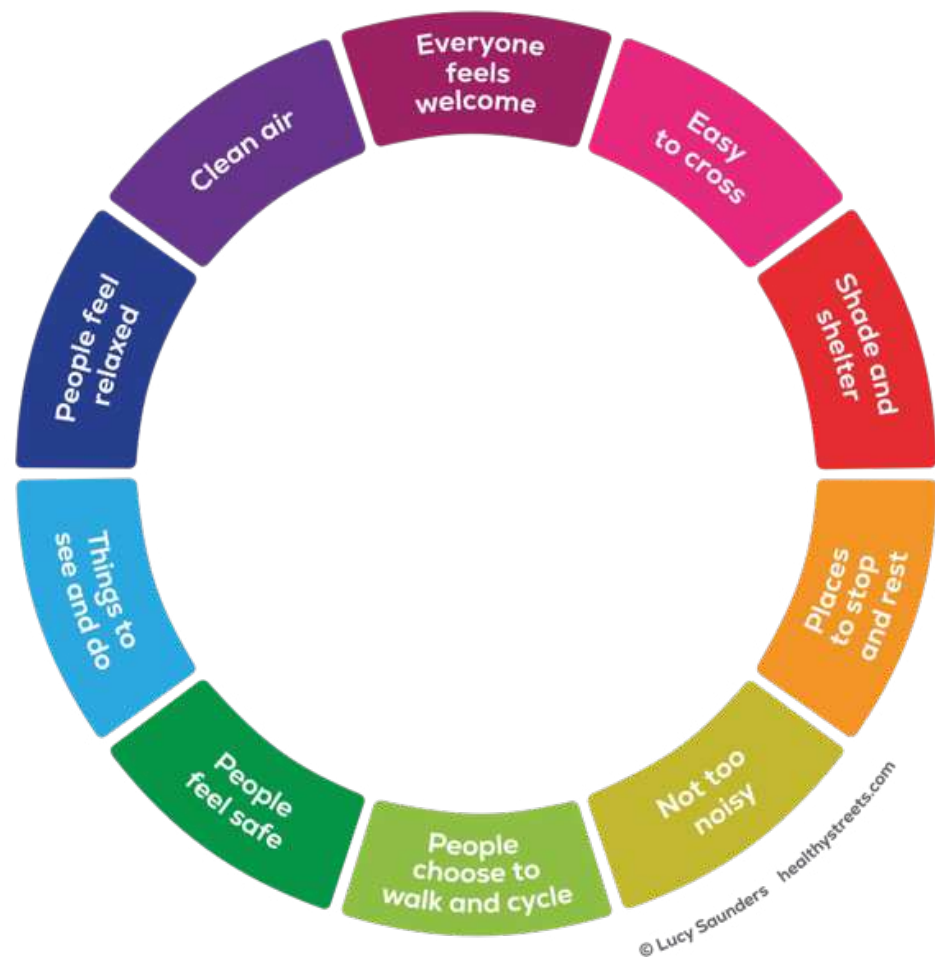 Everyone
feels
welcome
Easy
to cross
Shade and
shelter
Places
to stop
and rest
Not too
noisy
People
choose to
walk and cycle
People
feel safe
Things to
see and do
People feel
relaxed
Clean air
© Lucy Saunders healthystreets.com